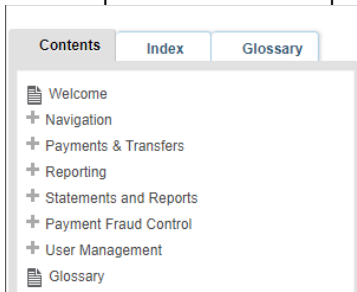 Contents Index Glossary
Welcome
Navigation
Payments & Transfers
Reporting
Statements and Reports
Payment Fraud Control
User Management
Glossary